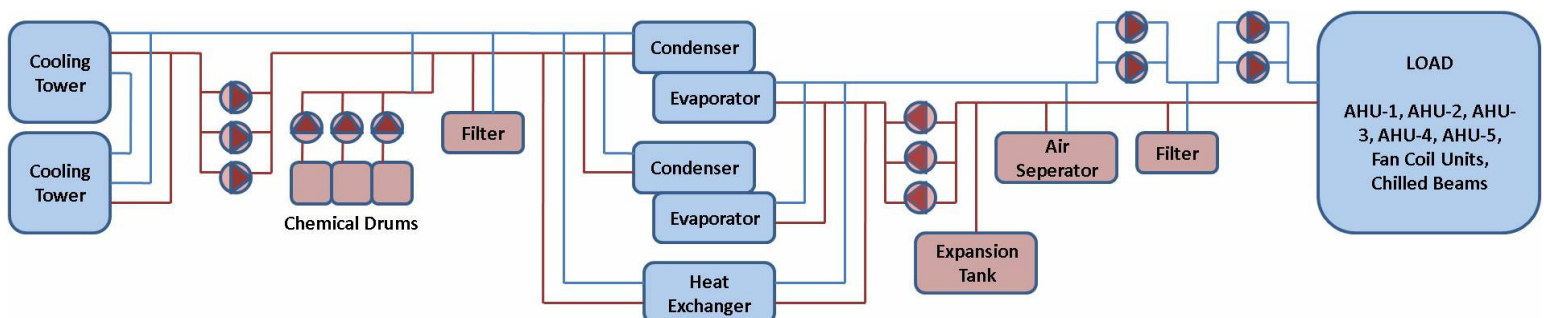 Cooling
Tower
Cooling
Tower
Chemical Drums
Filter
Condenser
Evaporator
Condenser
Evaporator
Heat
Exchanger
Expansion
Tank
Air
Seperator
Filter
LOAD
AHU-1, AHU-2, AHU-
3, AHU-4, AHU-5,
Fan Coil Units,
Chilled Beams